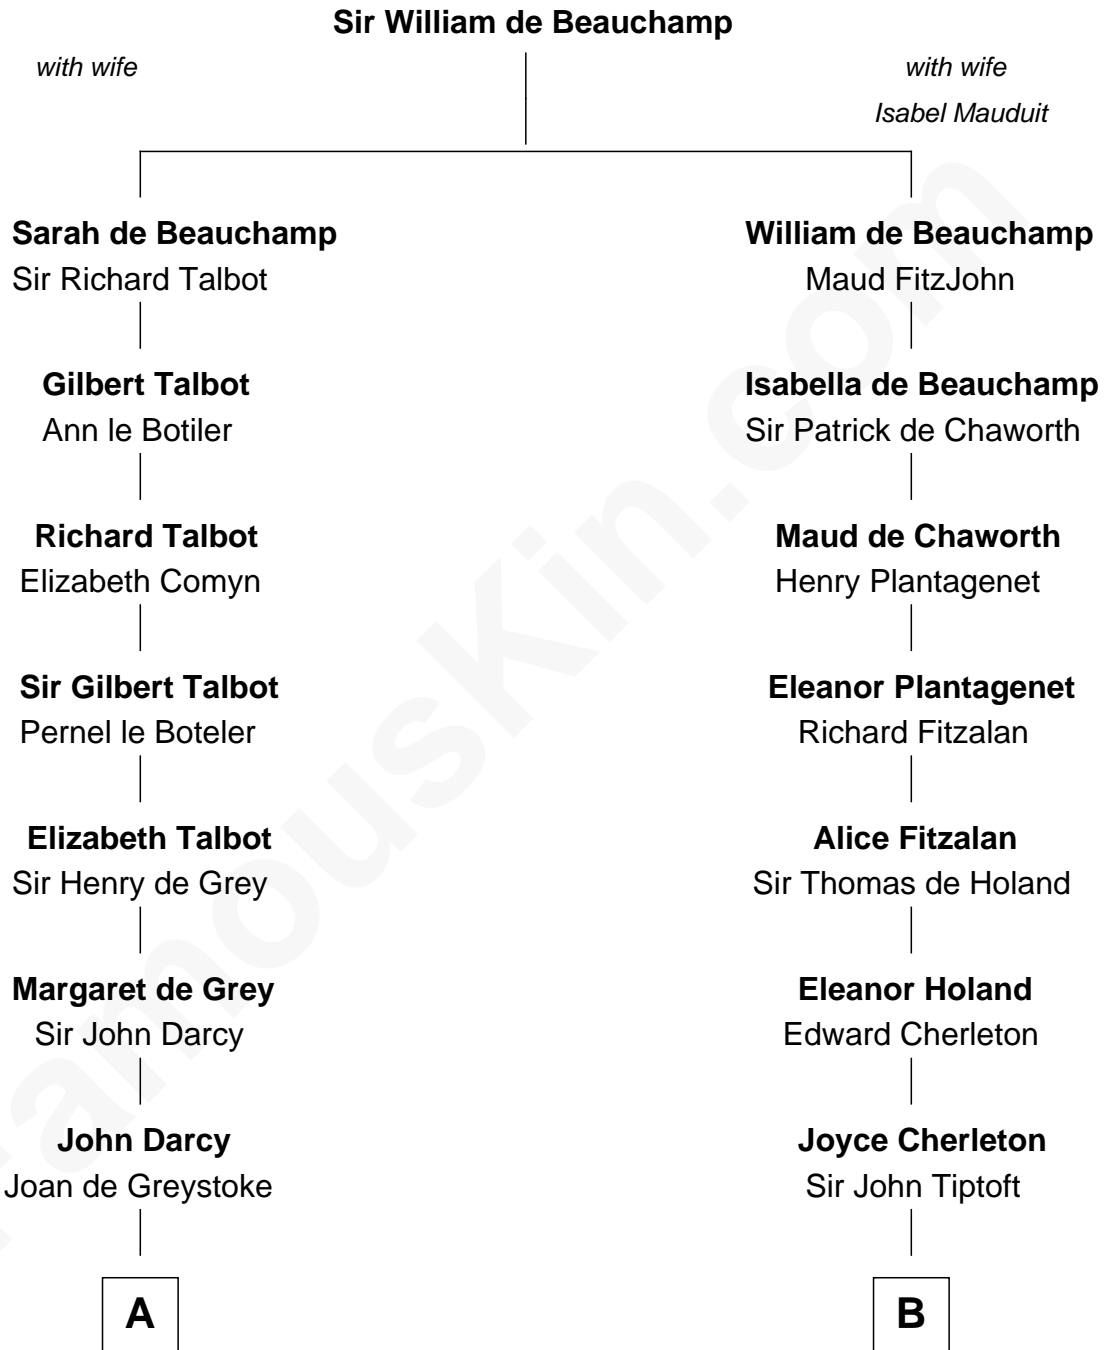 Sir William de Beauchamp
with wife
with wife
Isabel Mauduit
Sarah de Beauchamp
Sir Richard Talbot
William de Beauchamp
Maud FitzJohn
Gilbert Talbot
Ann le Botiler
Isabella de Beauchamp
Sir Patrick de Chaworth
Richard Talbot
Elizabeth Comyn
Maud de Chaworth
Henry Plantagenet
Sir Gilbert Talbot
Pernel le Boteler
Eleanor Plantagenet
Richard Fitzalan
Elizabeth Talbot
Sir Henry de Grey
Alice Fitzalan
Sir Thomas de Holand
Margaret de Grey
Sir John Darcy
Eleanor Holand
Edward Cherleton
John Darcy
Joan de Greystoke
Joyce Cherleton
Sir John Tiptoft
A
B
FamousKin.com